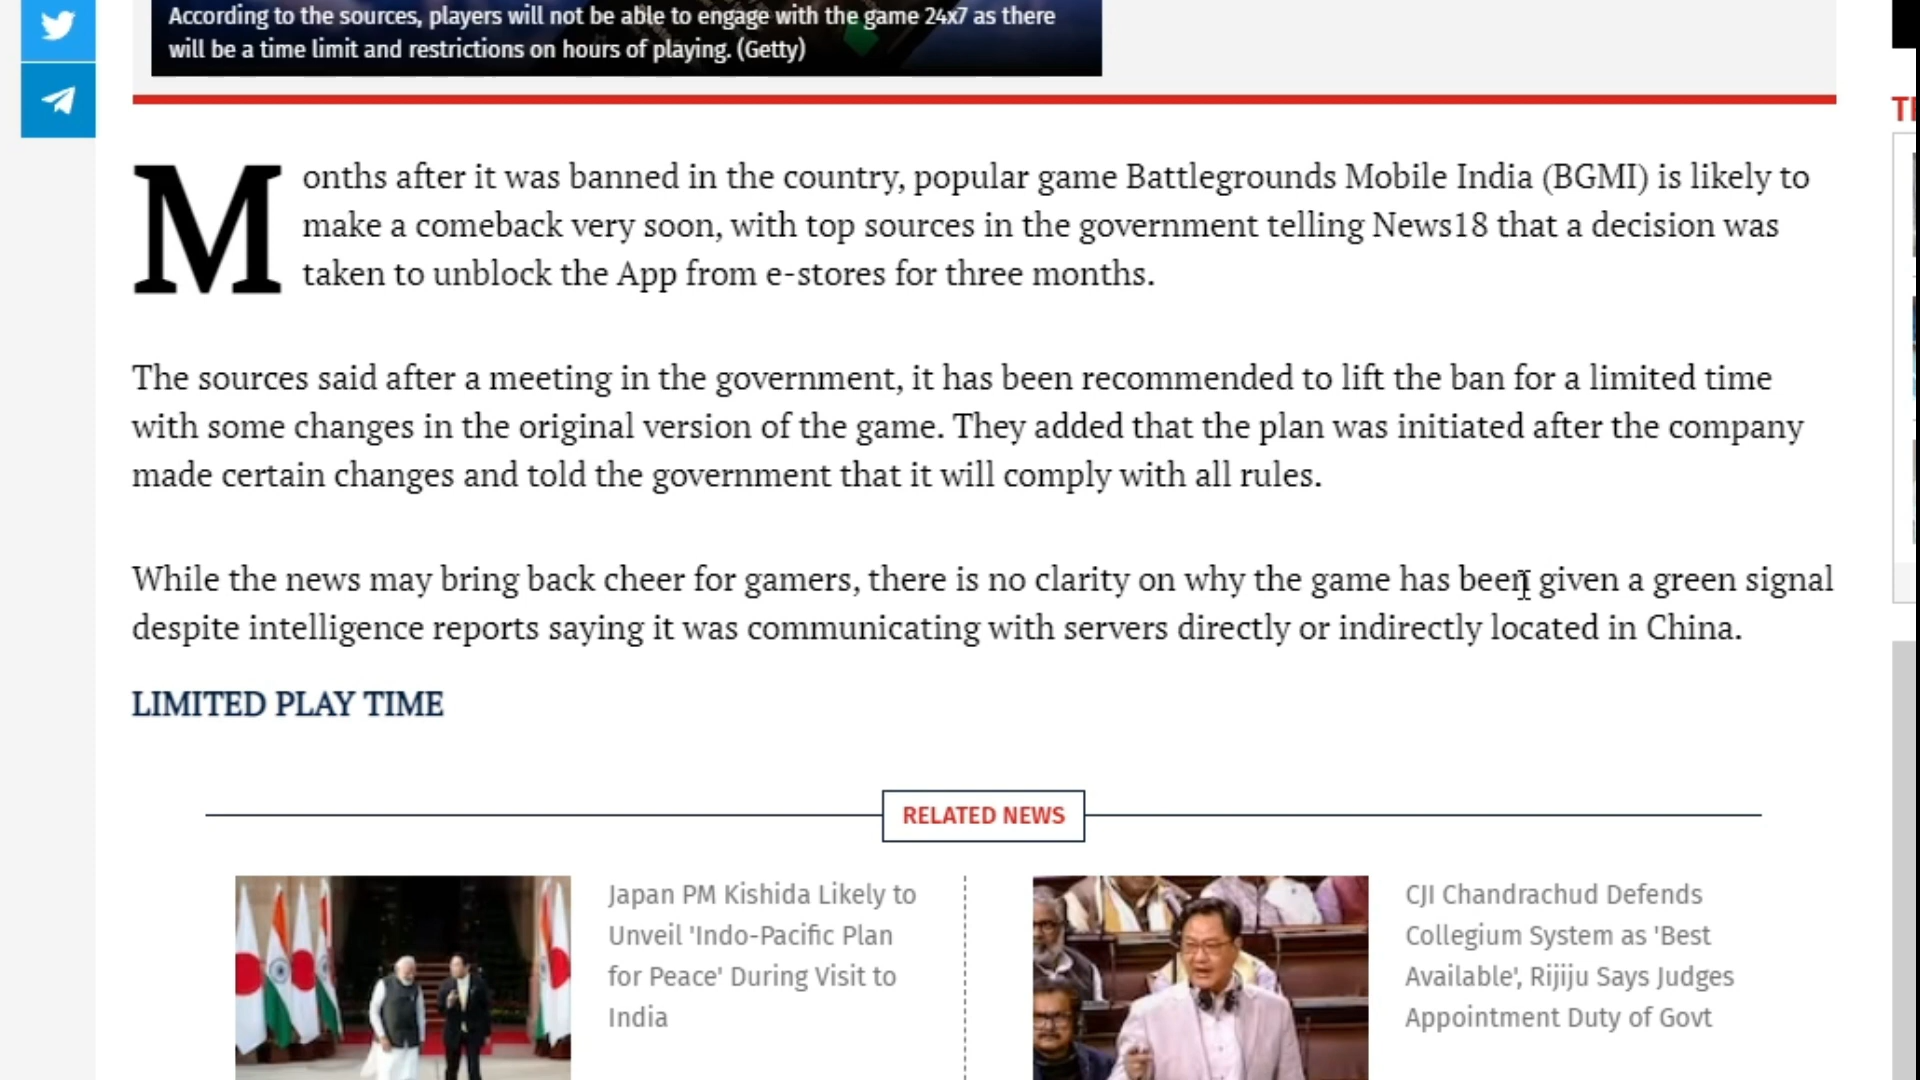 According to the sources, players will not be able to engage with the game 24x7 as there
will be a time limit and restrictions on hours of playing. (Getty)
Months after it was banned in the country, popular game Battlegrounds Mobile India (BGMI) is likely to
make a comeback very soon, with top sources in the government telling News18 that a decision was
taken to unblock the App from e-stores for three months.
The sources said after a meeting in the government, it has been recommended to lift the ban for a limited time
with some changes in the original version of the game. They added that the plan was initiated after the company
made certain changes and told the government that it will comply with all rules.
While the news may bring back cheer for gamers, there is no clarity on why the game has been given a green signal
despite intelligence reports saying it was communicating with servers directly or indirectly located in China.
LIMITED PLAY TIME
RELATED NEWS
Japan PM Kishida Likely to
Unveil 'Indo-Pacific Plan
for Peace' During Visit to
India
CJI Chandrachud Defends
Collegium System as 'Best
Available', Rijiju Says Judges
Appointment Duty of Govt